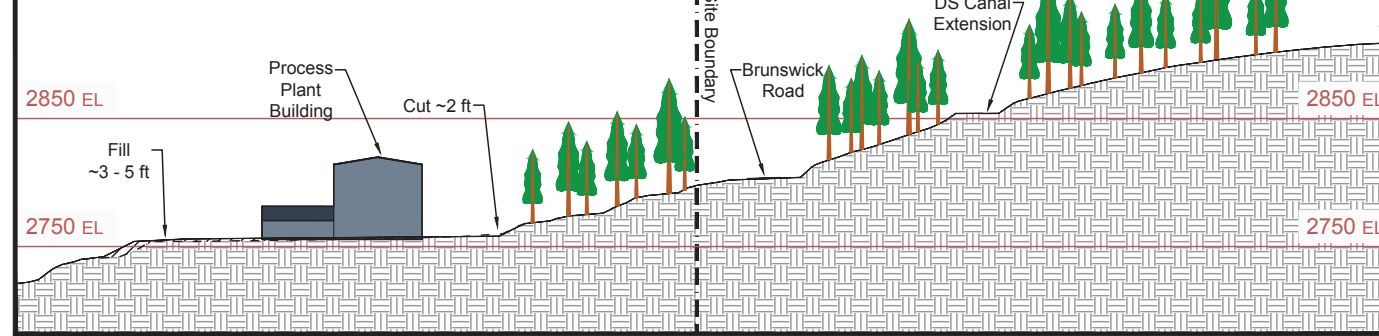 DS Canal
Extension
Site Boundary
Process
Plant
Building
Brunswick
Road
2850 EL
Cut ~2 ft
2850 EL
Fill
~3 - 5 ft
2750 EL
2750 EL